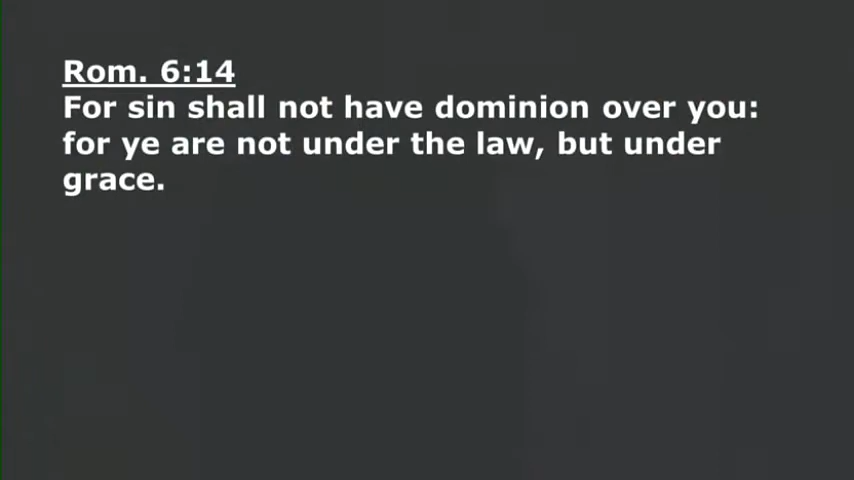 Rom. 6:14
For sin shall not have dominion over you:
for ye are not under the law, but under
grace.